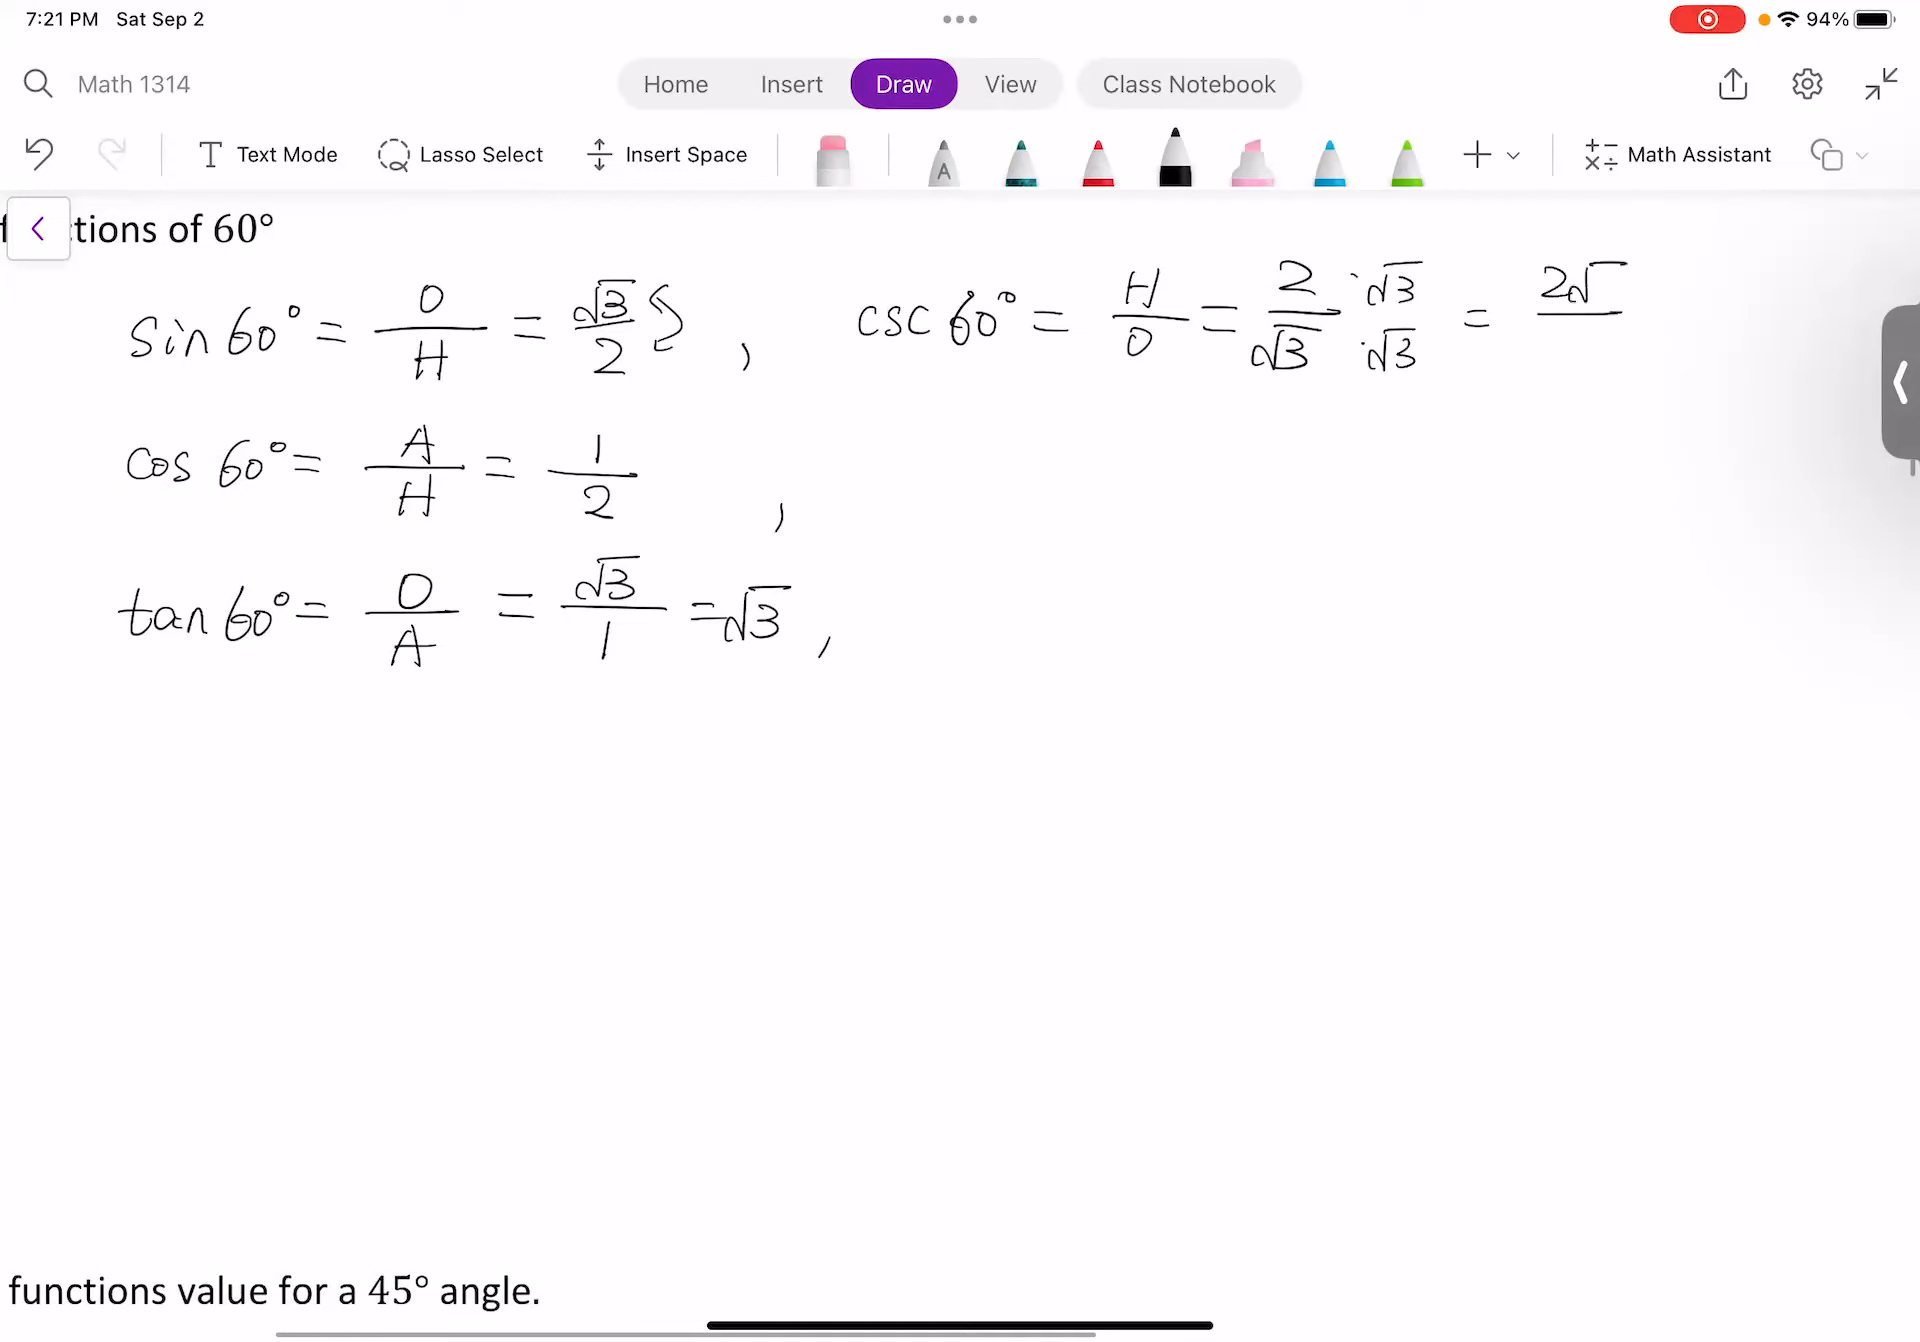 7:21 PM Sat Sep 2 94%
Math 1314 Home Insert Draw View Class Notebook
Text Mode Lasso Select Insert Space A Math Assistant
tions of 60°
sin 60° = O/H = √3/2 , csc 60° = H/O = 2/√3 ·√3/·√3 = 2√
cos 60° = A/H = 1/2 ,
tan 60° = O/A = √3/1 = √3 ,
functions value for a 45° angle.